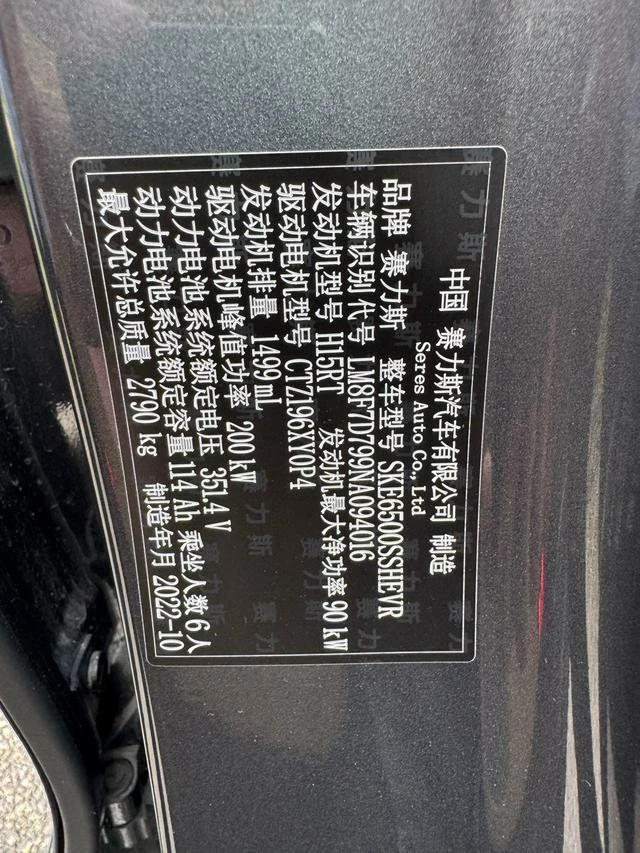 中国 赛力斯汽车有限公司 制造
Seres Auto Co., Ltd
品牌 赛力斯 整车型号 SKE6500SSHEVR
车辆识别代号 LM8F7D799NA094016
发动机型号 H15RT 发动机最大净功率 90 kW
驱动电机型号 CTZ196XY0P4
发动机排量 1499 mL
驱动电机峰值功率 200 kW
动力电池系统额定电压 351.4 V
动力电池系统额定容量 114 Ah 乘坐人数 6 人
最大允许总质量 2790 kg 制造年月 2022-10